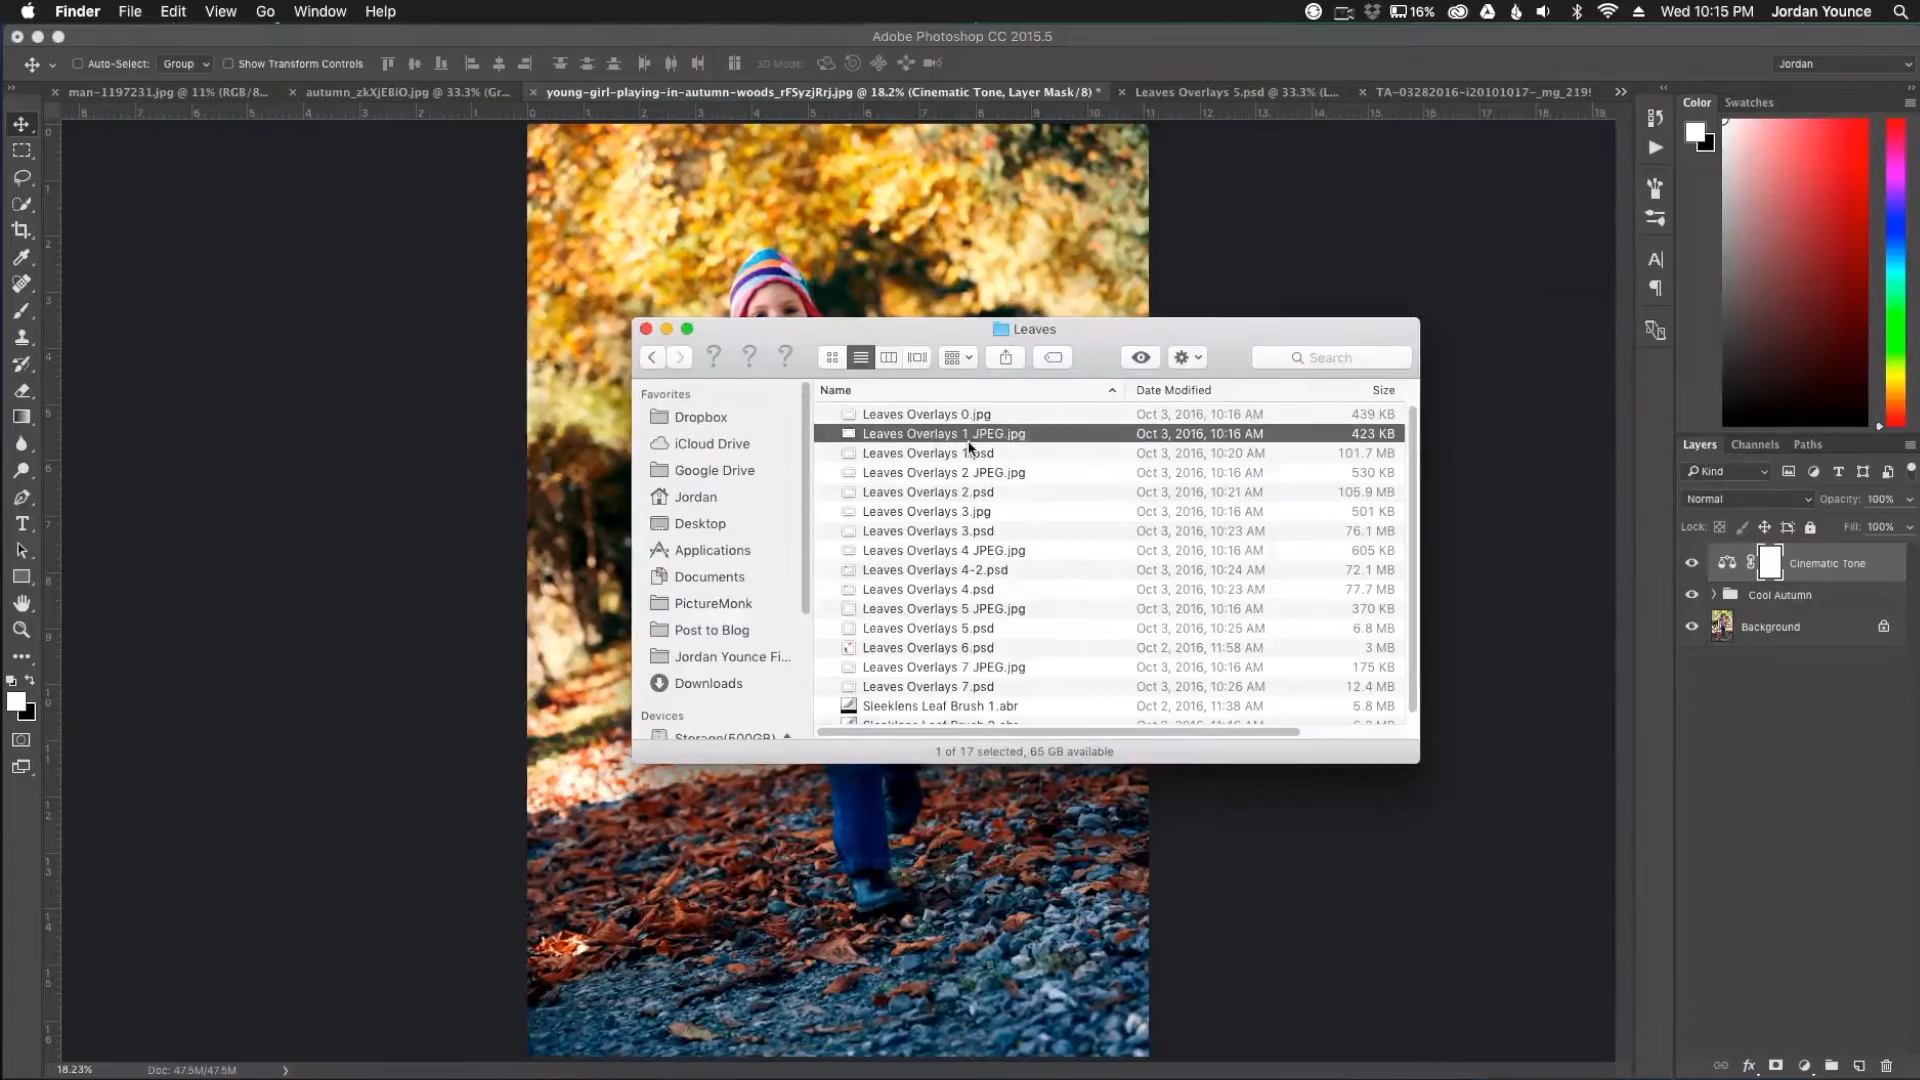 Finder File Edit View Go Window Help 16% Wed 10:15 PM Jordan Younce
Adobe Photoshop CC 2015.5
Auto-Select: Group Show Transform Controls 3D Mode: Jordan
man-1197231.jpg @ 11% (RGB/8... autumn_zkXjEBiO.jpg @ 33.3% (Gr... young-girl-playing-in-autumn-woods_rFSyzjRrj.jpg @ 18.2% (Cinematic Tone, Layer Mask/8) * Leaves Overlays 5.psd @ 33.3% (L... TA-03282016-i20101017-_mg_219
Color Swatches
Leaves
Search
Favorites
Dropbox
iCloud Drive
Google Drive
Jordan
Desktop
Applications
Documents
PictureMonk
Post to Blog
Jordan Younce Fi...
Downloads
Devices
Storage(500GB)
Name Date Modified Size
Leaves Overlays 0.jpg Oct 3, 2016, 10:16 AM 439 KB
Leaves Overlays 1 JPEG.jpg Oct 3, 2016, 10:16 AM 423 KB
Leaves Overlays 1.psd Oct 3, 2016, 10:20 AM 101.7 MB
Leaves Overlays 2 JPEG.jpg Oct 3, 2016, 10:16 AM 530 KB
Leaves Overlays 2.psd Oct 3, 2016, 10:21 AM 105.9 MB
Leaves Overlays 3.jpg Oct 3, 2016, 10:16 AM 501 KB
Leaves Overlays 3.psd Oct 3, 2016, 10:23 AM 76.1 MB
Leaves Overlays 4 JPEG.jpg Oct 3, 2016, 10:16 AM 605 KB
Leaves Overlays 4-2.psd Oct 3, 2016, 10:24 AM 72.1 MB
Leaves Overlays 4.psd Oct 3, 2016, 10:23 AM 77.7 MB
Leaves Overlays 5 JPEG.jpg Oct 3, 2016, 10:16 AM 370 KB
Leaves Overlays 5.psd Oct 3, 2016, 10:25 AM 6.8 MB
Leaves Overlays 6.psd Oct 2, 2016, 11:58 AM 3 MB
Leaves Overlays 7 JPEG.jpg Oct 3, 2016, 10:16 AM 175 KB
Leaves Overlays 7.psd Oct 3, 2016, 10:26 AM 12.4 MB
Sleeklens Leaf Brush 1.abr Oct 2, 2016, 11:38 AM 5.8 MB
1 of 17 selected, 65 GB available
Layers Channels Paths
Kind
Normal Opacity: 100%
Lock: Fill: 100%
Cinematic Tone
Cool Autumn
Background
18.23% Doc: 47.5M/47.5M